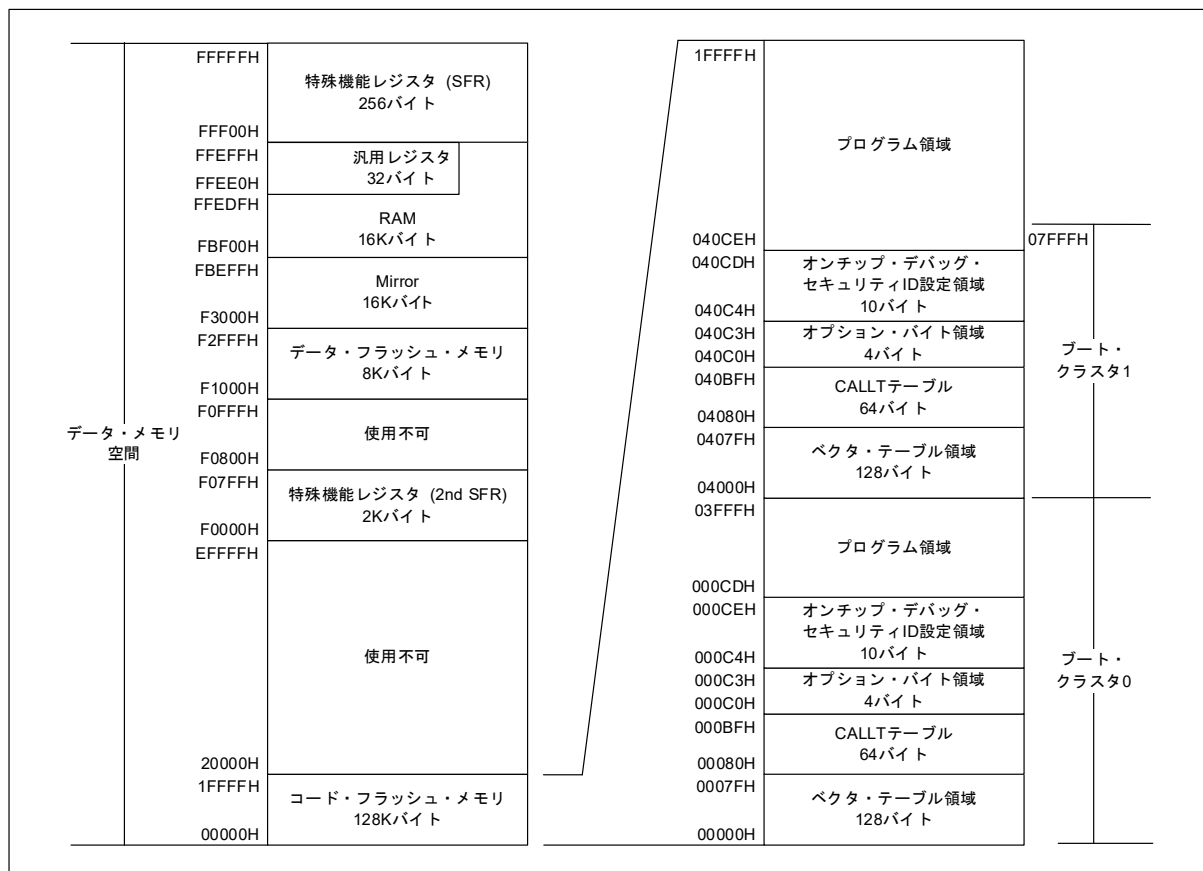 FFFFFH
特殊機能レジスタ (SFR)
256バイト
FFF00H
FFEFFH
汎用レジスタ
32バイト
FFEE0H
FFEDFH
RAM
16Kバイト
FBF00H
FBEFFH
Mirror
16Kバイト
F3000H
F2FFFH
データ・フラッシュ・メモリ
8Kバイト
F1000H
F0FFFH
使用不可
F0800H
F07FFH
特殊機能レジスタ (2nd SFR)
2Kバイト
F0000H
EFFFFH
使用不可
20000H
1FFFFH
コード・フラッシュ・メモリ
128Kバイト
00000H
データ・メモリ
空間
1FFFFH
プログラム領域
040CEH
040CDH
オンチップ・デバッグ・
セキュリティID設定領域
10バイト
040C4H
040C3H
オプション・バイト領域
4バイト
040C0H
040BFH
CALLTテーブル
64バイト
04080H
0407FH
ベクタ・テーブル領域
128バイト
04000H
03FFFH
プログラム領域
000CDH
000CEH
オンチップ・デバッグ・
セキュリティID設定領域
10バイト
000C4H
000C3H
オプション・バイト領域
4バイト
000C0H
000BFH
CALLTテーブル
64バイト
00080H
0007FH
ベクタ・テーブル領域
128バイト
00000H
07FFFH
ブート・
クラスタ1
ブート・
クラスタ0